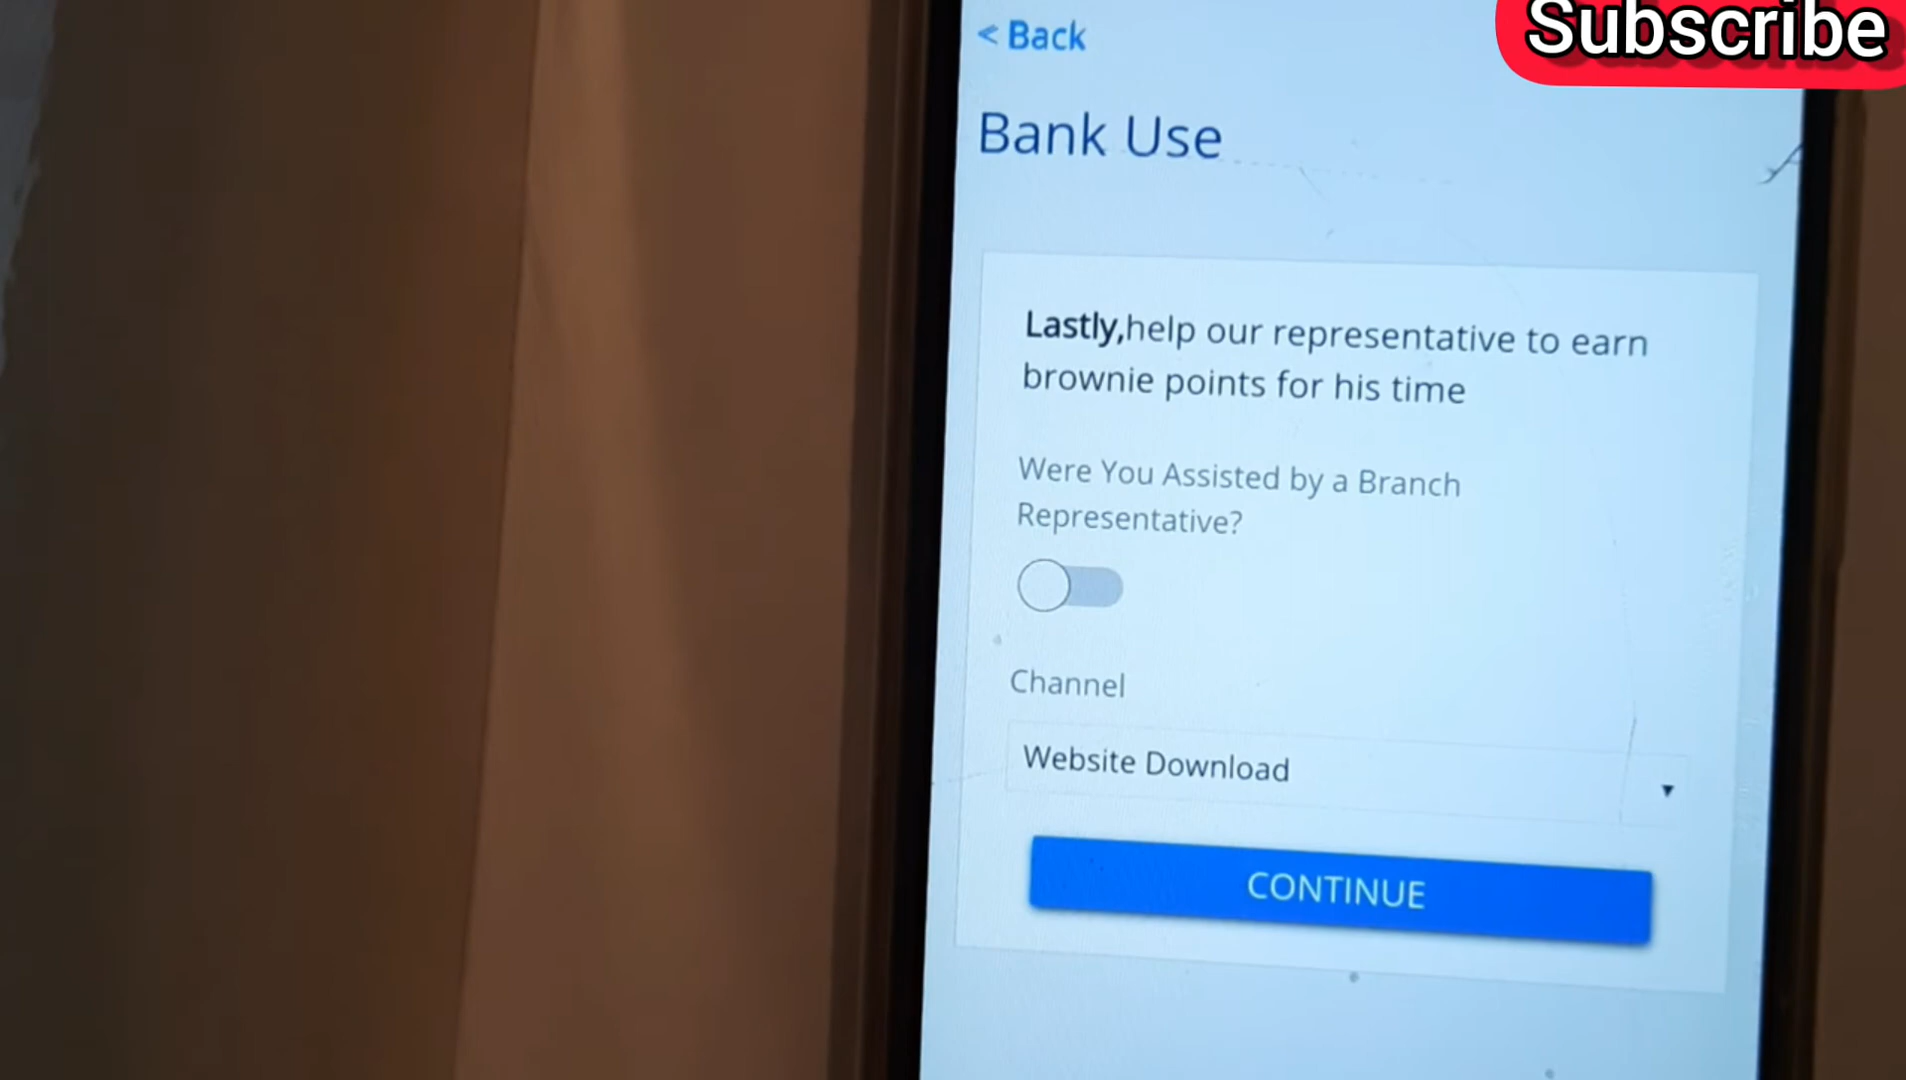 Subscribe
< Back
Bank Use
Lastly,help our representative to earn
brownie points for his time
Were You Assisted by a Branch
Representative?
Channel
Website Download
CONTINUE